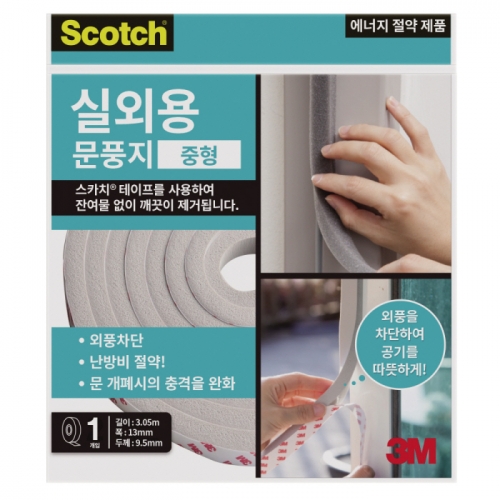 Scotch
에너지 절약 제품
실외용
문풍지 중형
스카치® 테이프를 사용하여
잔여물 없이 깨끗이 제거됩니다.
• 외풍차단
• 난방비 절약!
• 문 개폐시의 충격을 완화
외풍을
차단하여
공기를
따뜻하게!
1
개입
길이 : 3.05m
폭 : 13mm
두께 : 9.5mm
3M